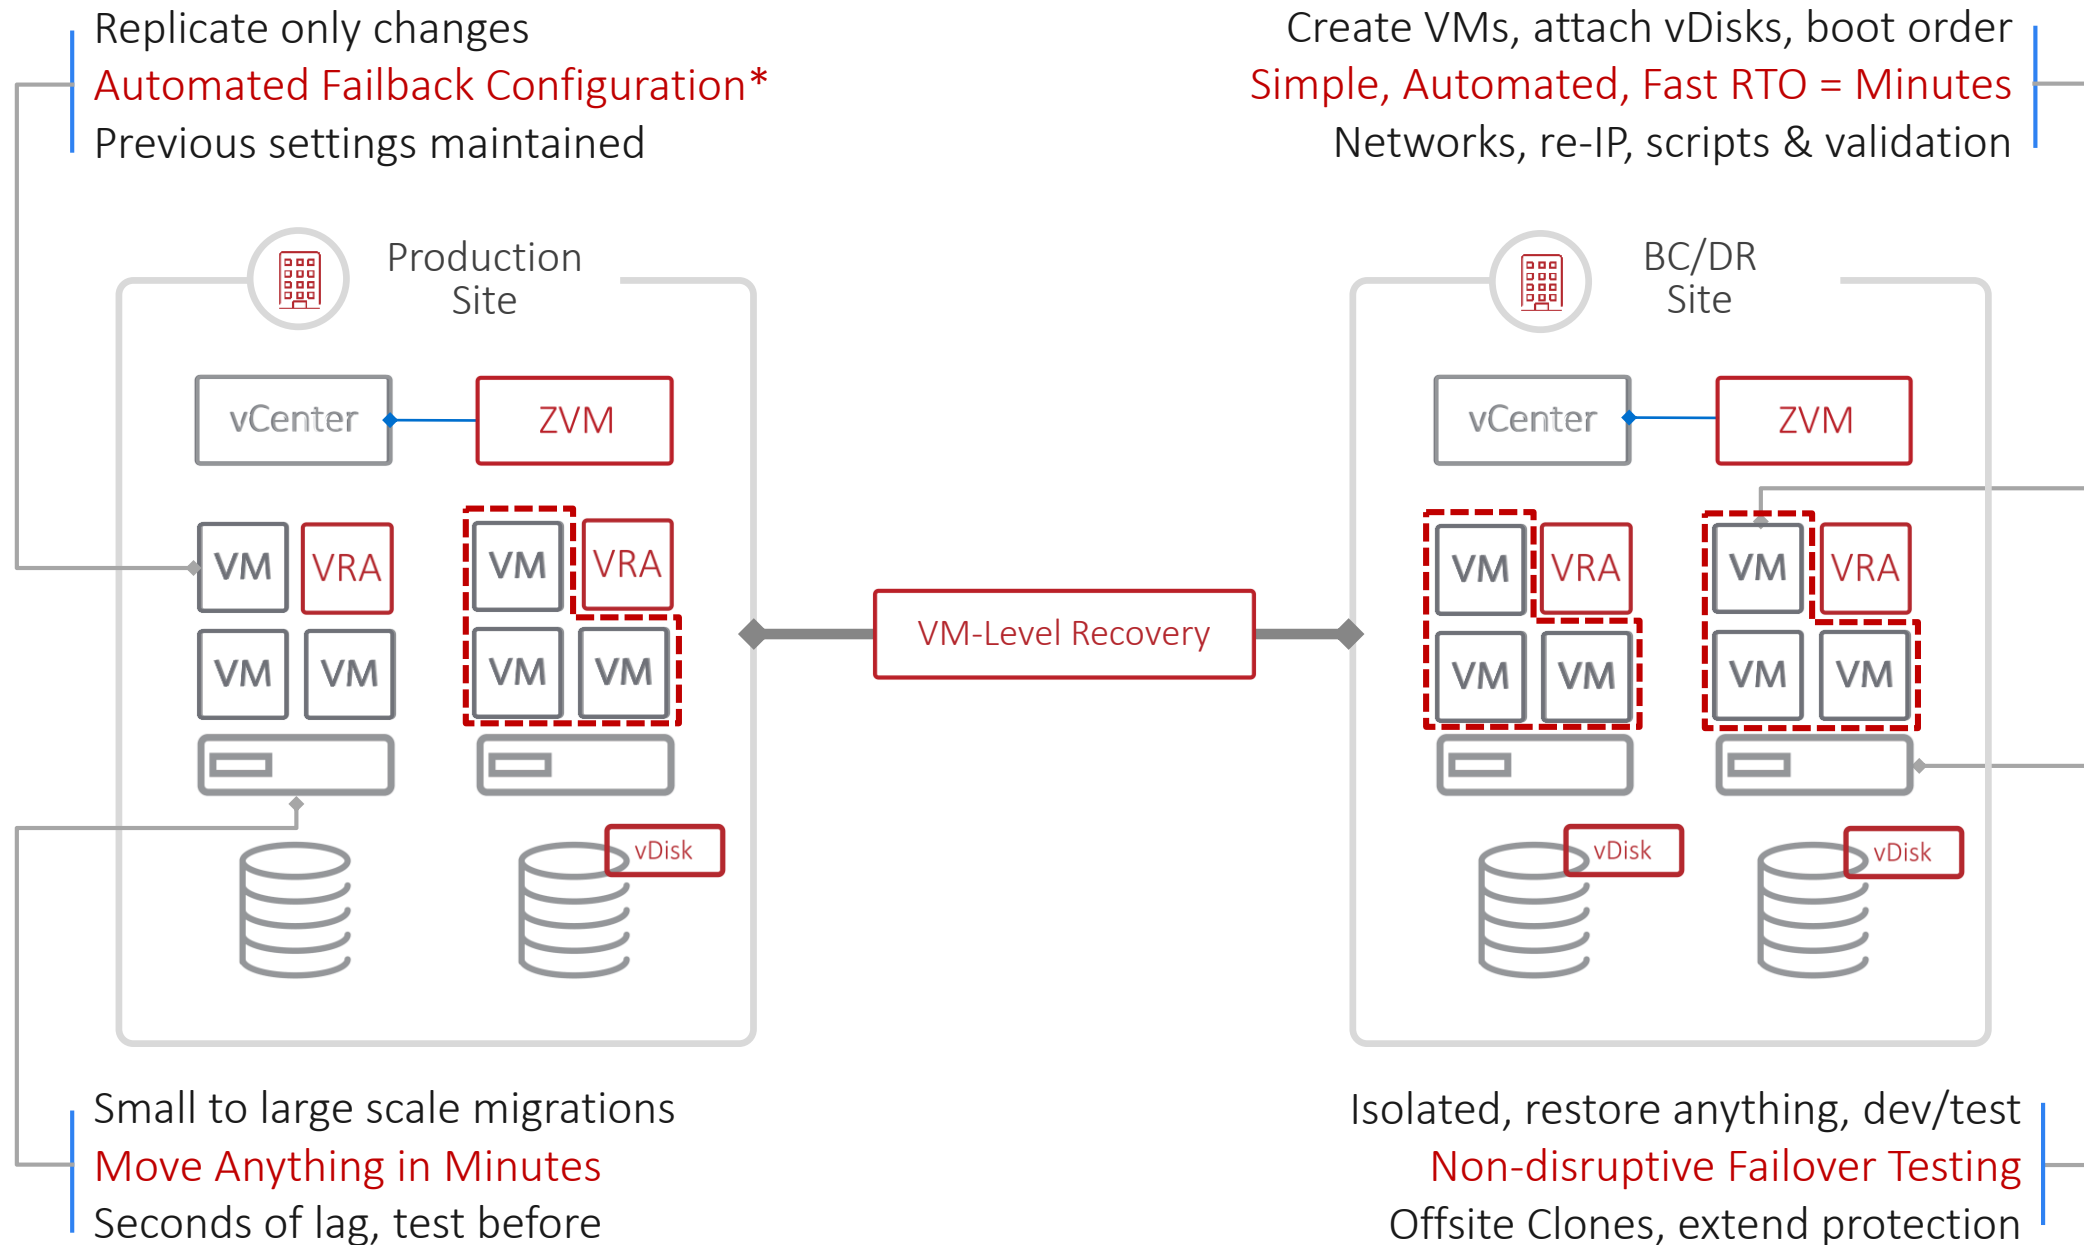 Replicate only changes
Automated Failback Configuration*
Previous settings maintained
Create VMs, attach vDisks, boot order
Simple, Automated, Fast RTO = Minutes
Networks, re-IP, scripts & validation
Production
Site
vCenter
ZVM
VM
VRA
VM
VRA
VM
VM
VM
VM
vDisk
VM-Level Recovery
BC/DR
Site
vCenter
ZVM
VM
VRA
VM
VRA
VM
VM
VM
VM
vDisk
vDisk
Small to large scale migrations
Move Anything in Minutes
Seconds of lag, test before
Isolated, restore anything, dev/test
Non-disruptive Failover Testing
Offsite Clones, extend protection